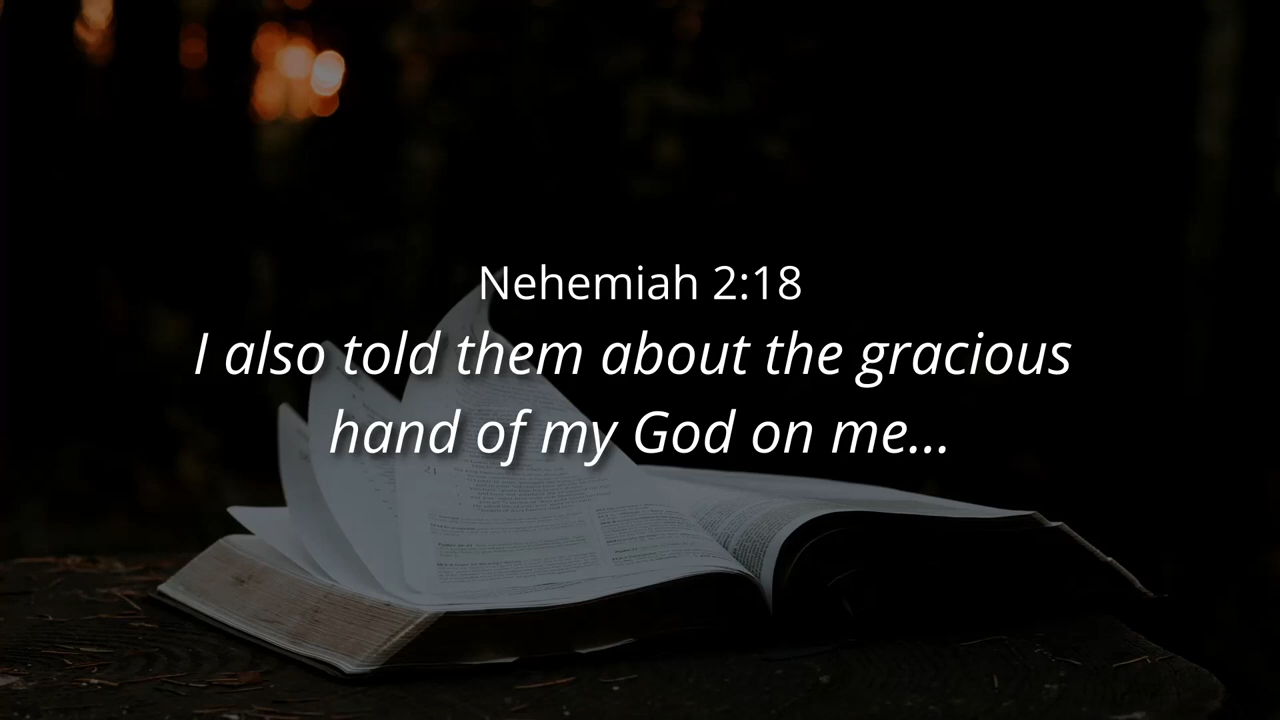 Nehemiah 2:18
I also told them about the gracious
hand of my God on me...